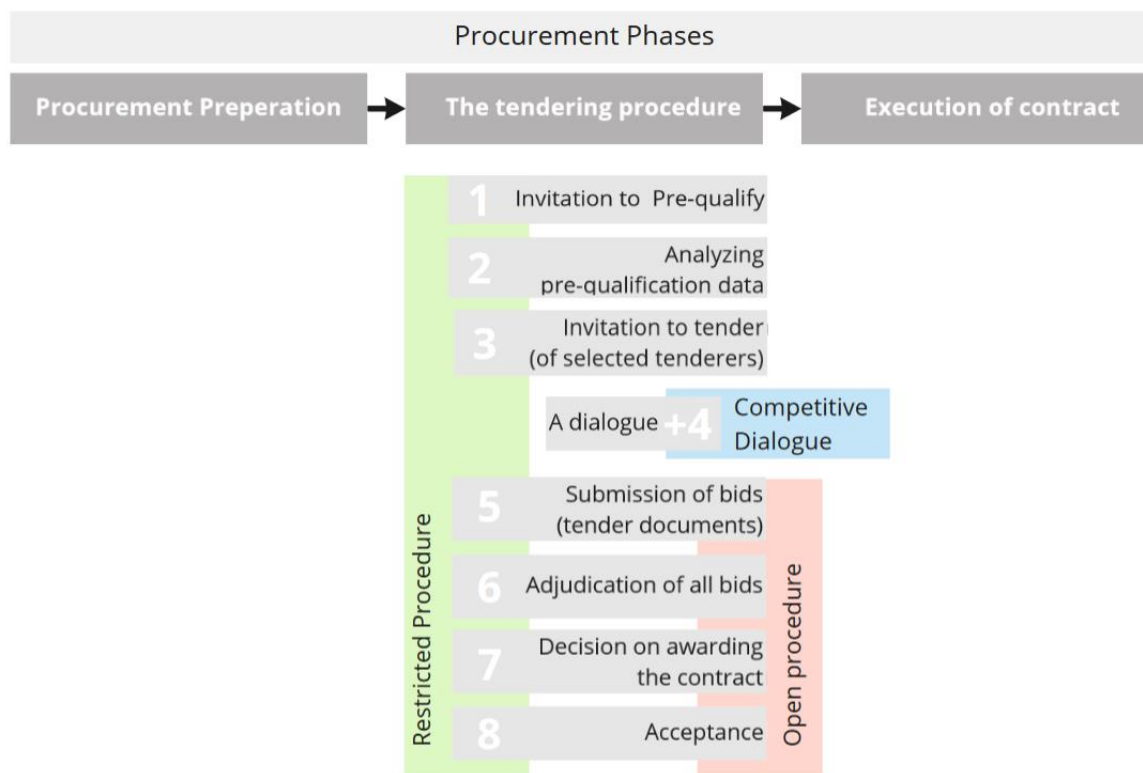 Procurement Phases
Procurement Preperation
The tendering procedure
Execution of contract
1 Invitation to Pre-qualify
2 Analyzing
pre-qualification data
3 Invitation to tender
(of selected tenderers)
A dialogue +4 Competitive
Dialogue
5 Submission of bids
(tender documents)
6 Adjudication of all bids
7 Decision on awarding
the contract
8 Acceptance
Restricted Procedure
Open procedure